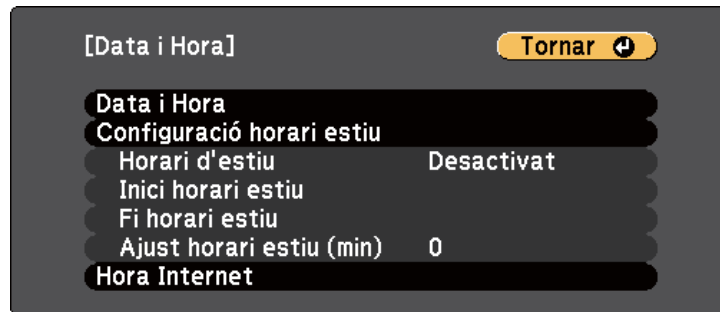 [Data i Hora] Tornar
Data i Hora
Configuració horari estiu
Horari d'estiu Desactivat
Inici horari estiu
Fi horari estiu
Ajust horari estiu (min) 0
Hora Internet